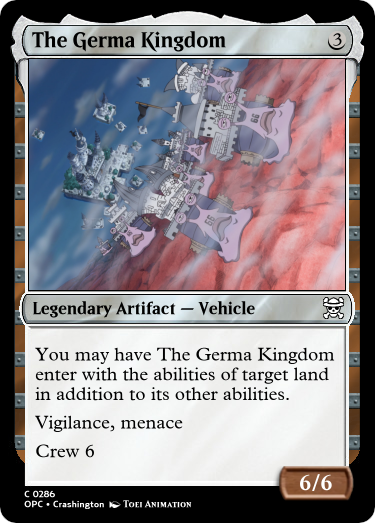 The Germa Kingdom
3
Legendary Artifact — Vehicle
You may have The Germa Kingdom
enter with the abilities of target land
in addition to its other abilities.
Vigilance, menace
Crew 6
6/6
C 0286
OPC • Crashington Toei Animation